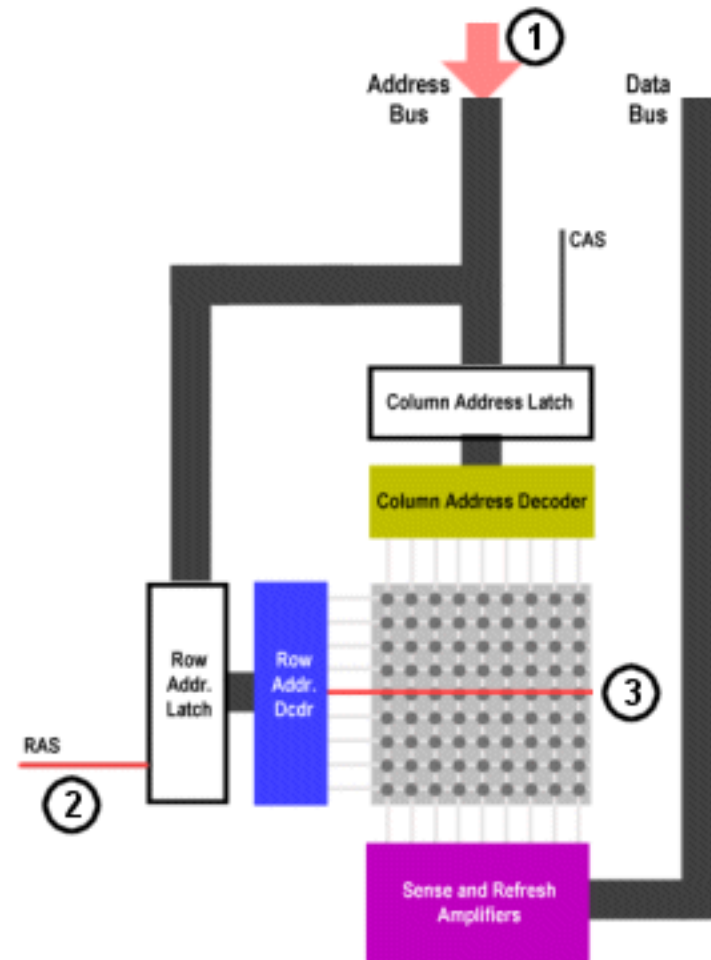 1
Address
Bus
Data
Bus
CAS
Column Address Latch
Column Address Decoder
Row
Addr.
Latch
Row
Addr.
Dcdr
3
RAS
2
Sense and Refresh
Amplifiers